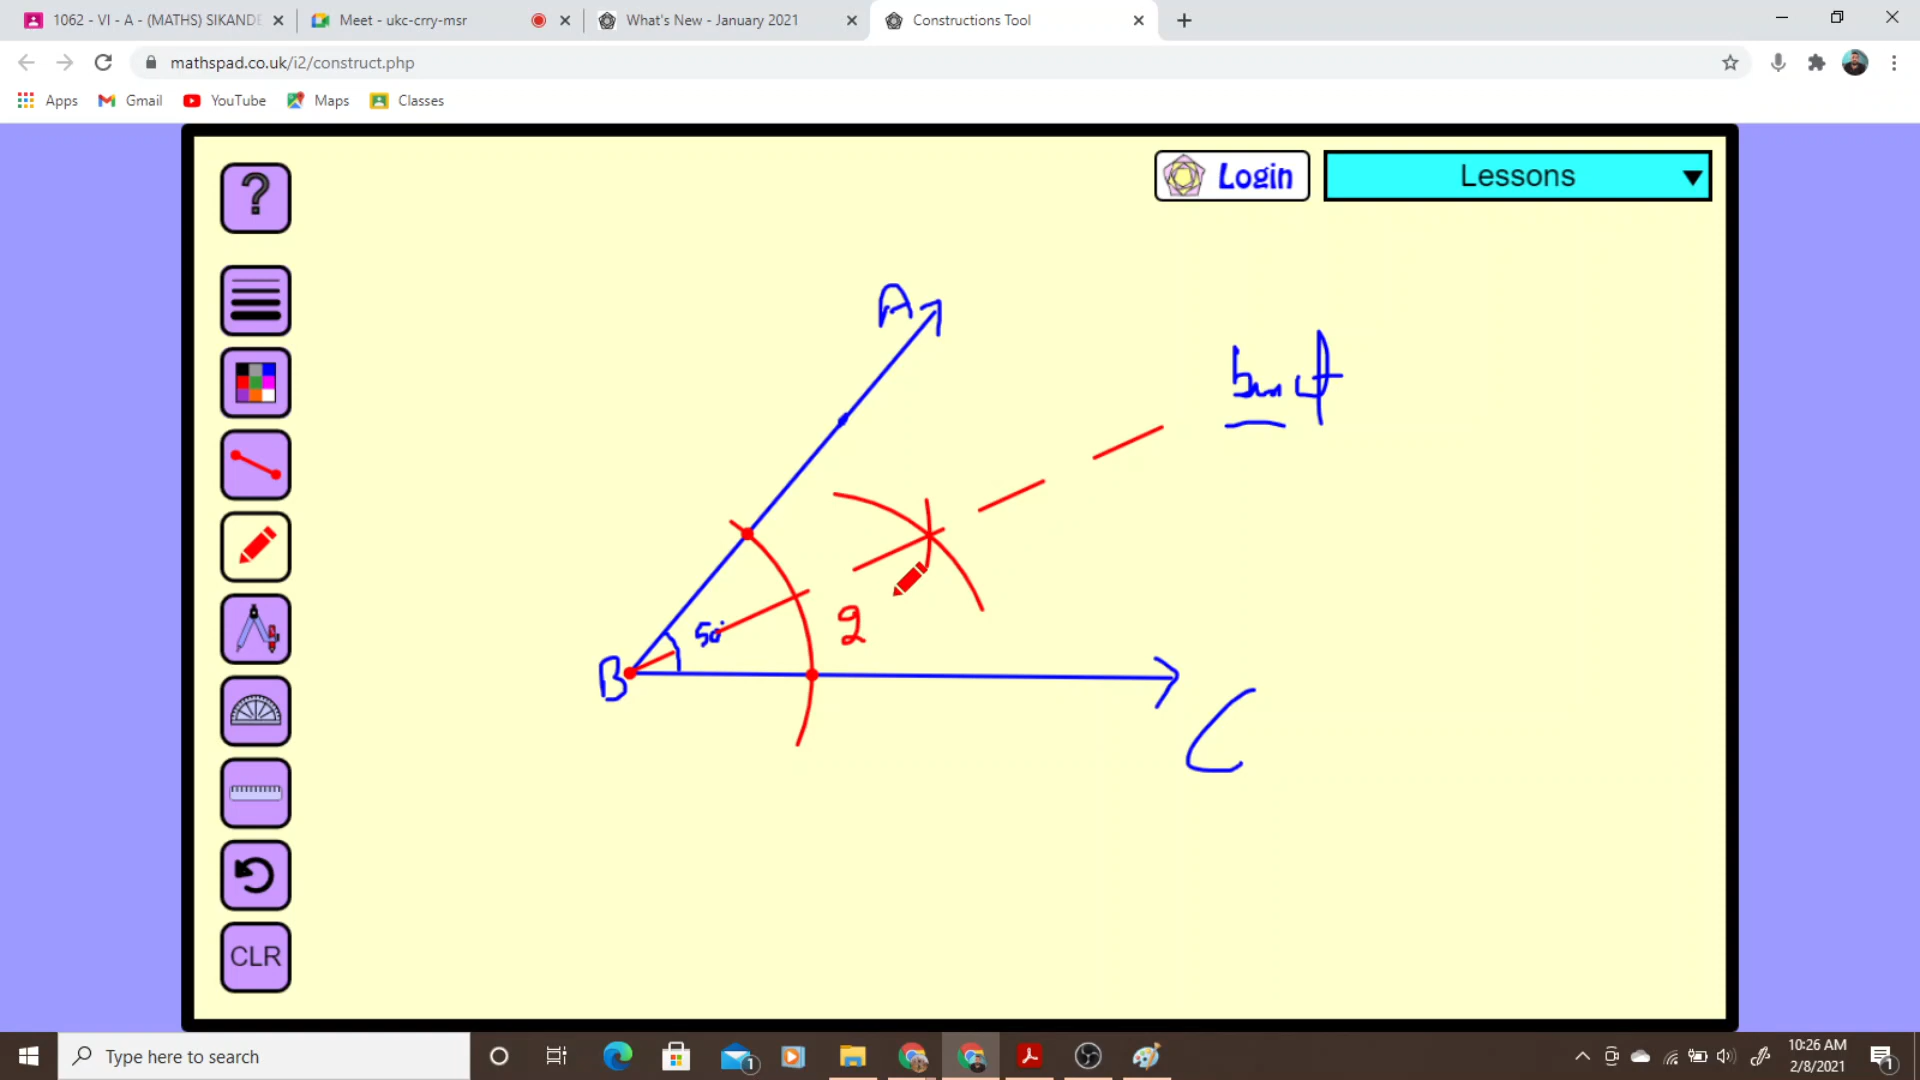 1062 - VI - A - (MATHS) SIKANDE
Meet - ukc-crry-msr
What's New - January 2021
Constructions Tool
mathspad.co.uk/i2/construct.php
Apps
Gmail
YouTube
Maps
Classes
?
Login
Lessons
A
50°
2
B
C
CLR
Type here to search
1
10:26 AM
2/8/2021
1